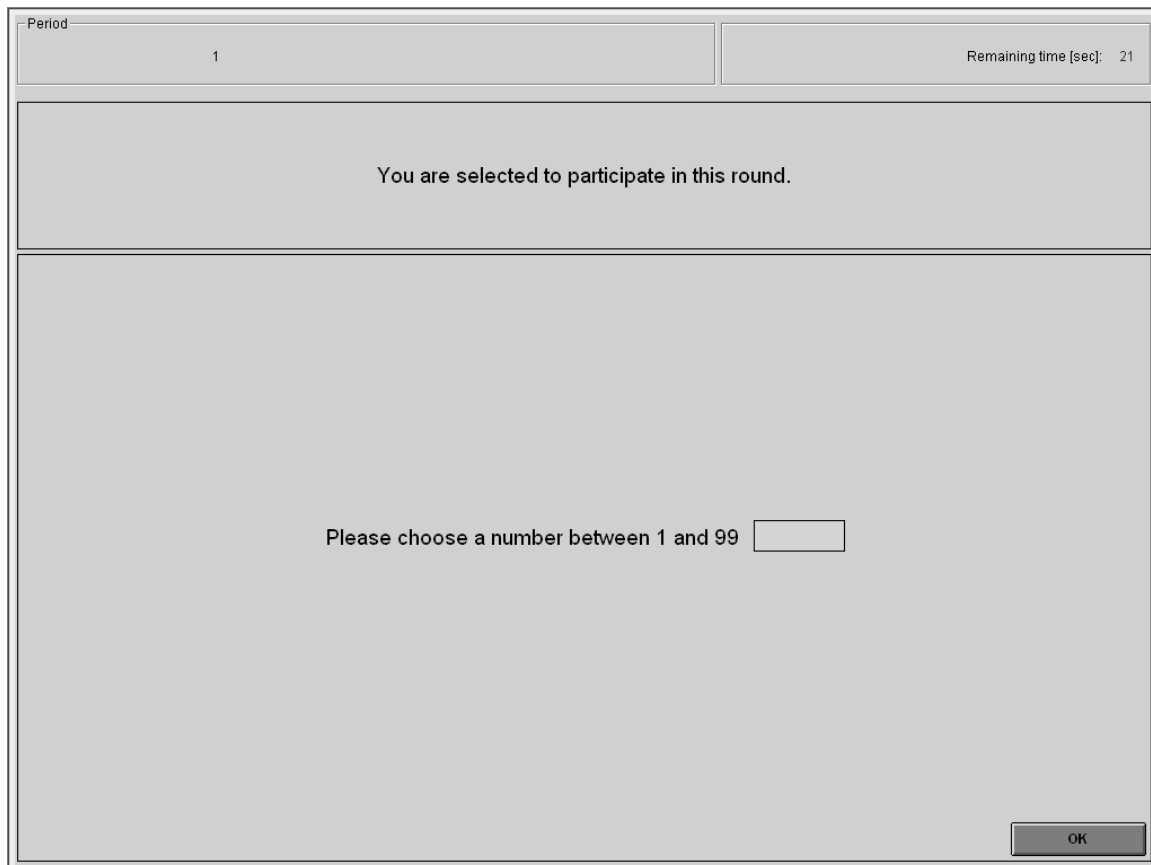 Period
1
Remaining time [sec]: 21
You are selected to participate in this round.
Please choose a number between 1 and 99
OK